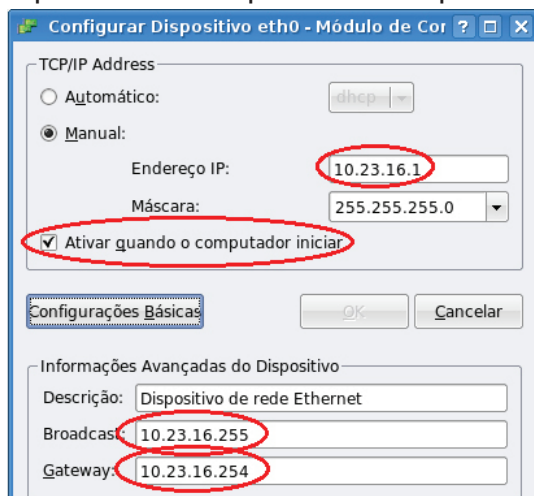 Configurar Dispositivo eth0 - Módulo de Cor ? X
TCP/IP Address
Automático: dhcp
Manual:
Endereço IP: 10.23.16.1
Máscara: 255.255.255.0
Ativar quando o computador iniciar
Configurações Básicas OK Cancelar
Informações Avançadas do Dispositivo
Descrição: Dispositivo de rede Ethernet
Broadcast: 10.23.16.255
Gateway: 10.23.16.254